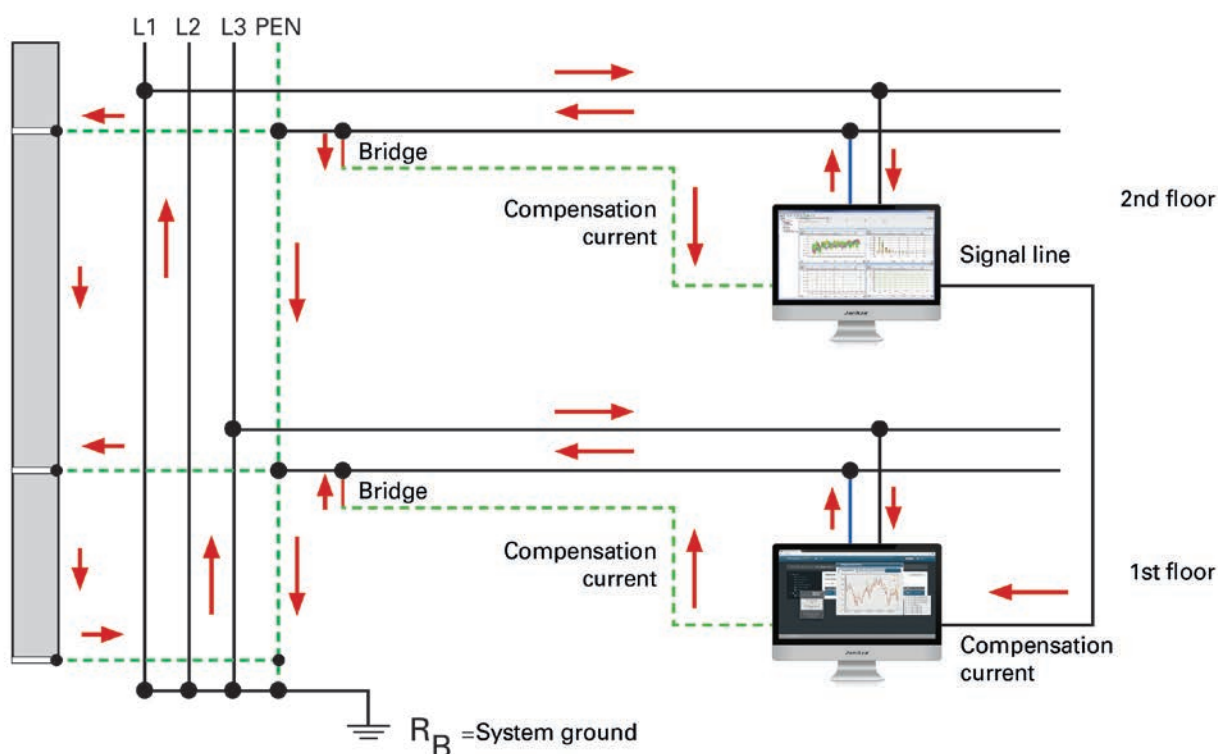 L1 L2 L3 PEN
Bridge
Compensation
current
2nd floor
Signal line
Bridge
Compensation
current
1st floor
Compensation
current
R_B =System ground